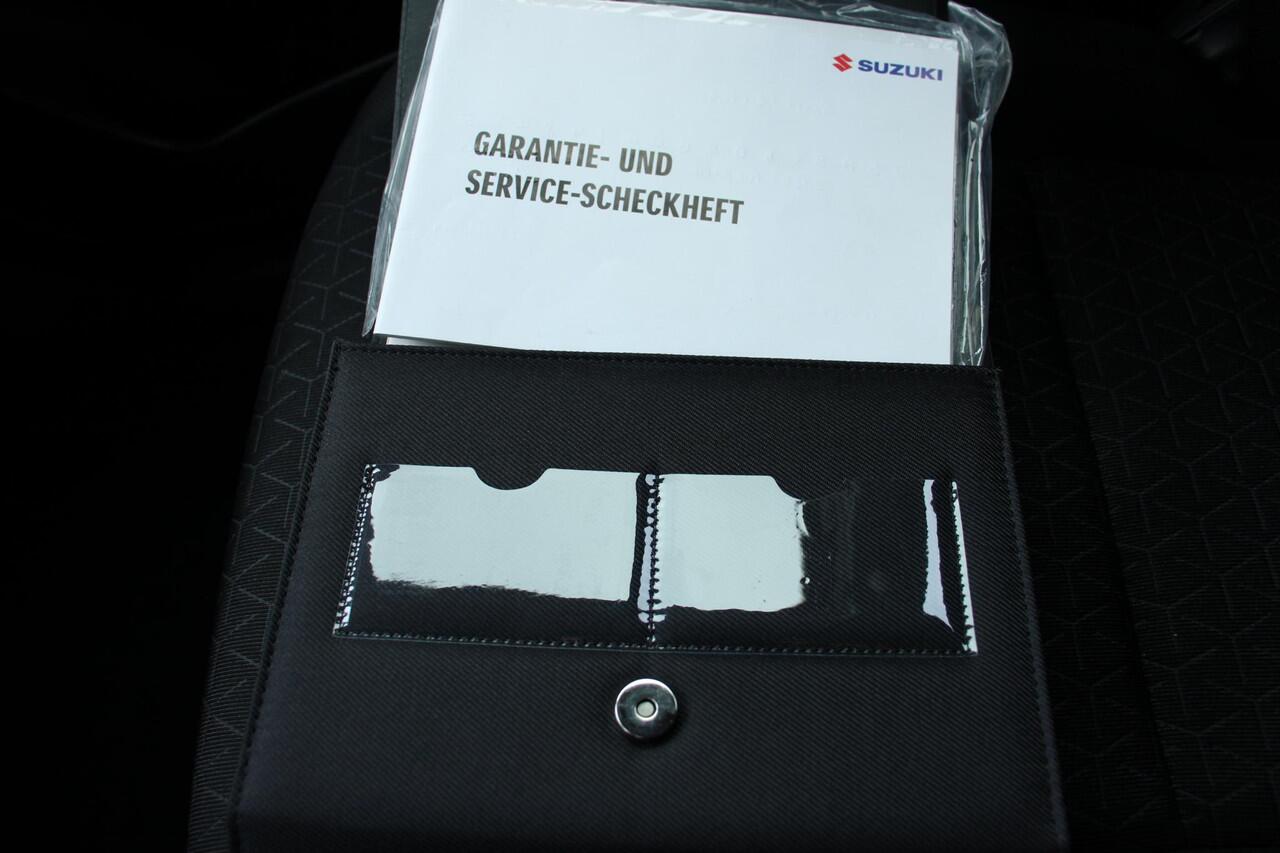 SUZUKI
GARANTIE- UND
SERVICE-SCHECKHEFT